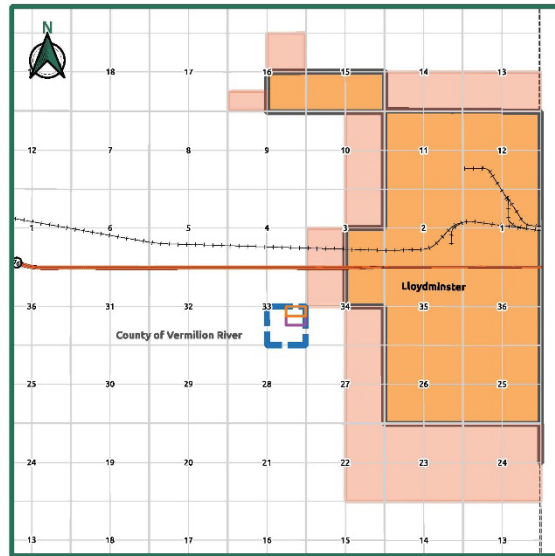 N
18 17 16 15 14 13
12 7 8 9 10 11 12
1 6 5 4 3 2 1
Lloydminster
36 31 32 33 34 35 36
County of Vermilion River
25 30 29 28 27 26 25
24 19 20 21 22 23 24
13 18 17 16 15 14 13